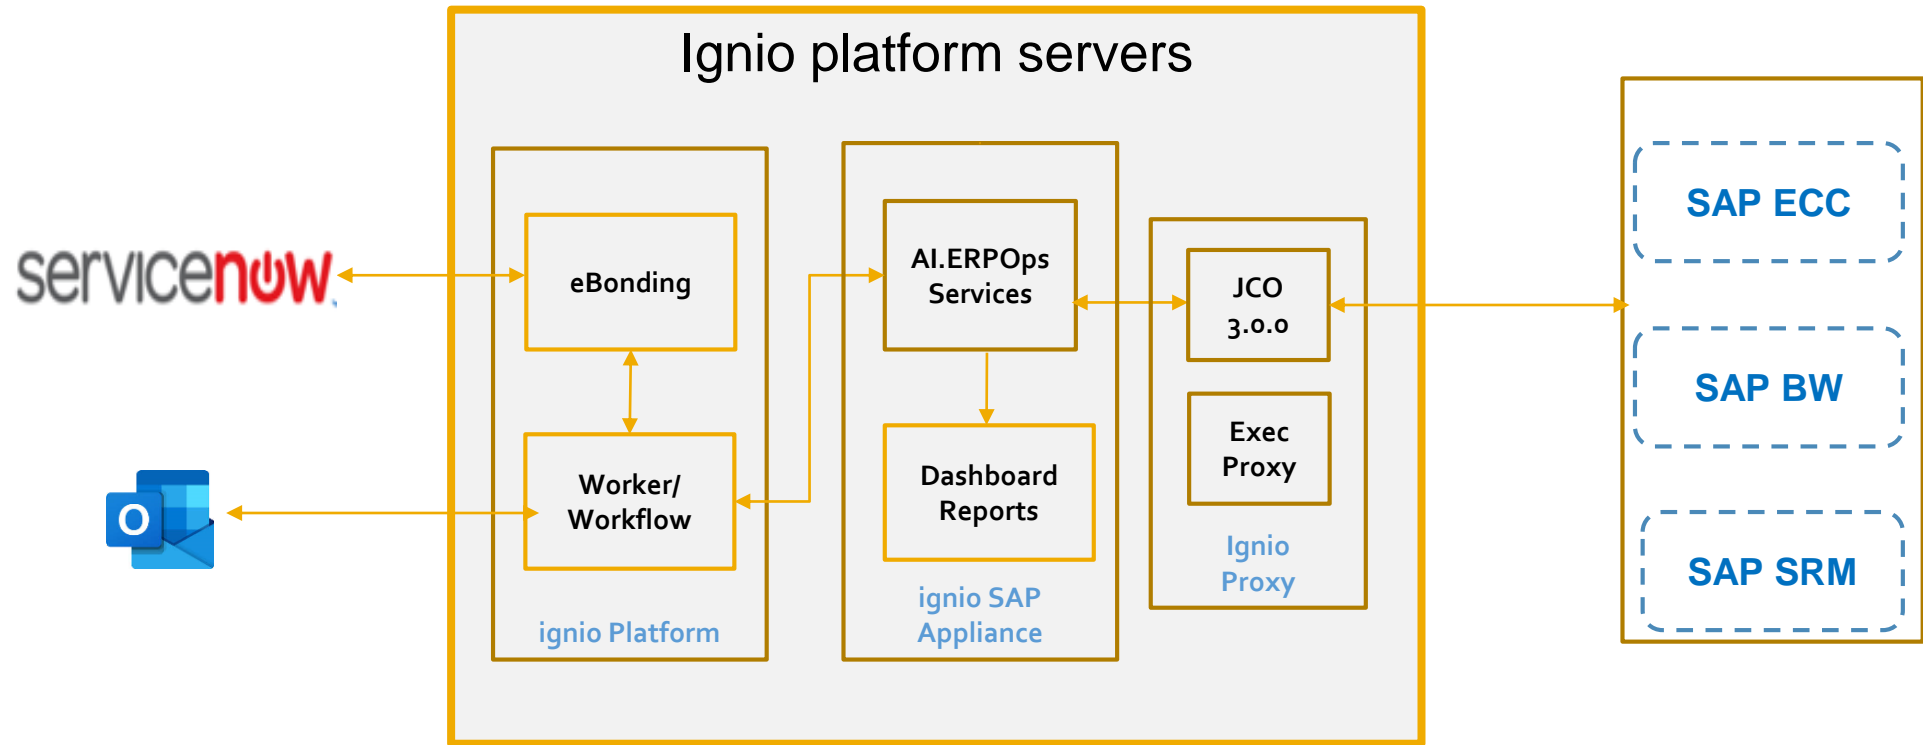 Ignio platform servers
servicenow
eBonding
Worker/
Workflow
ignio Platform
AI.ERPOps
Services
Dashboard
Reports
ignio SAP
Appliance
JCO
3.0.0
Exec
Proxy
Ignio
Proxy
SAP ECC
SAP BW
SAP SRM
O